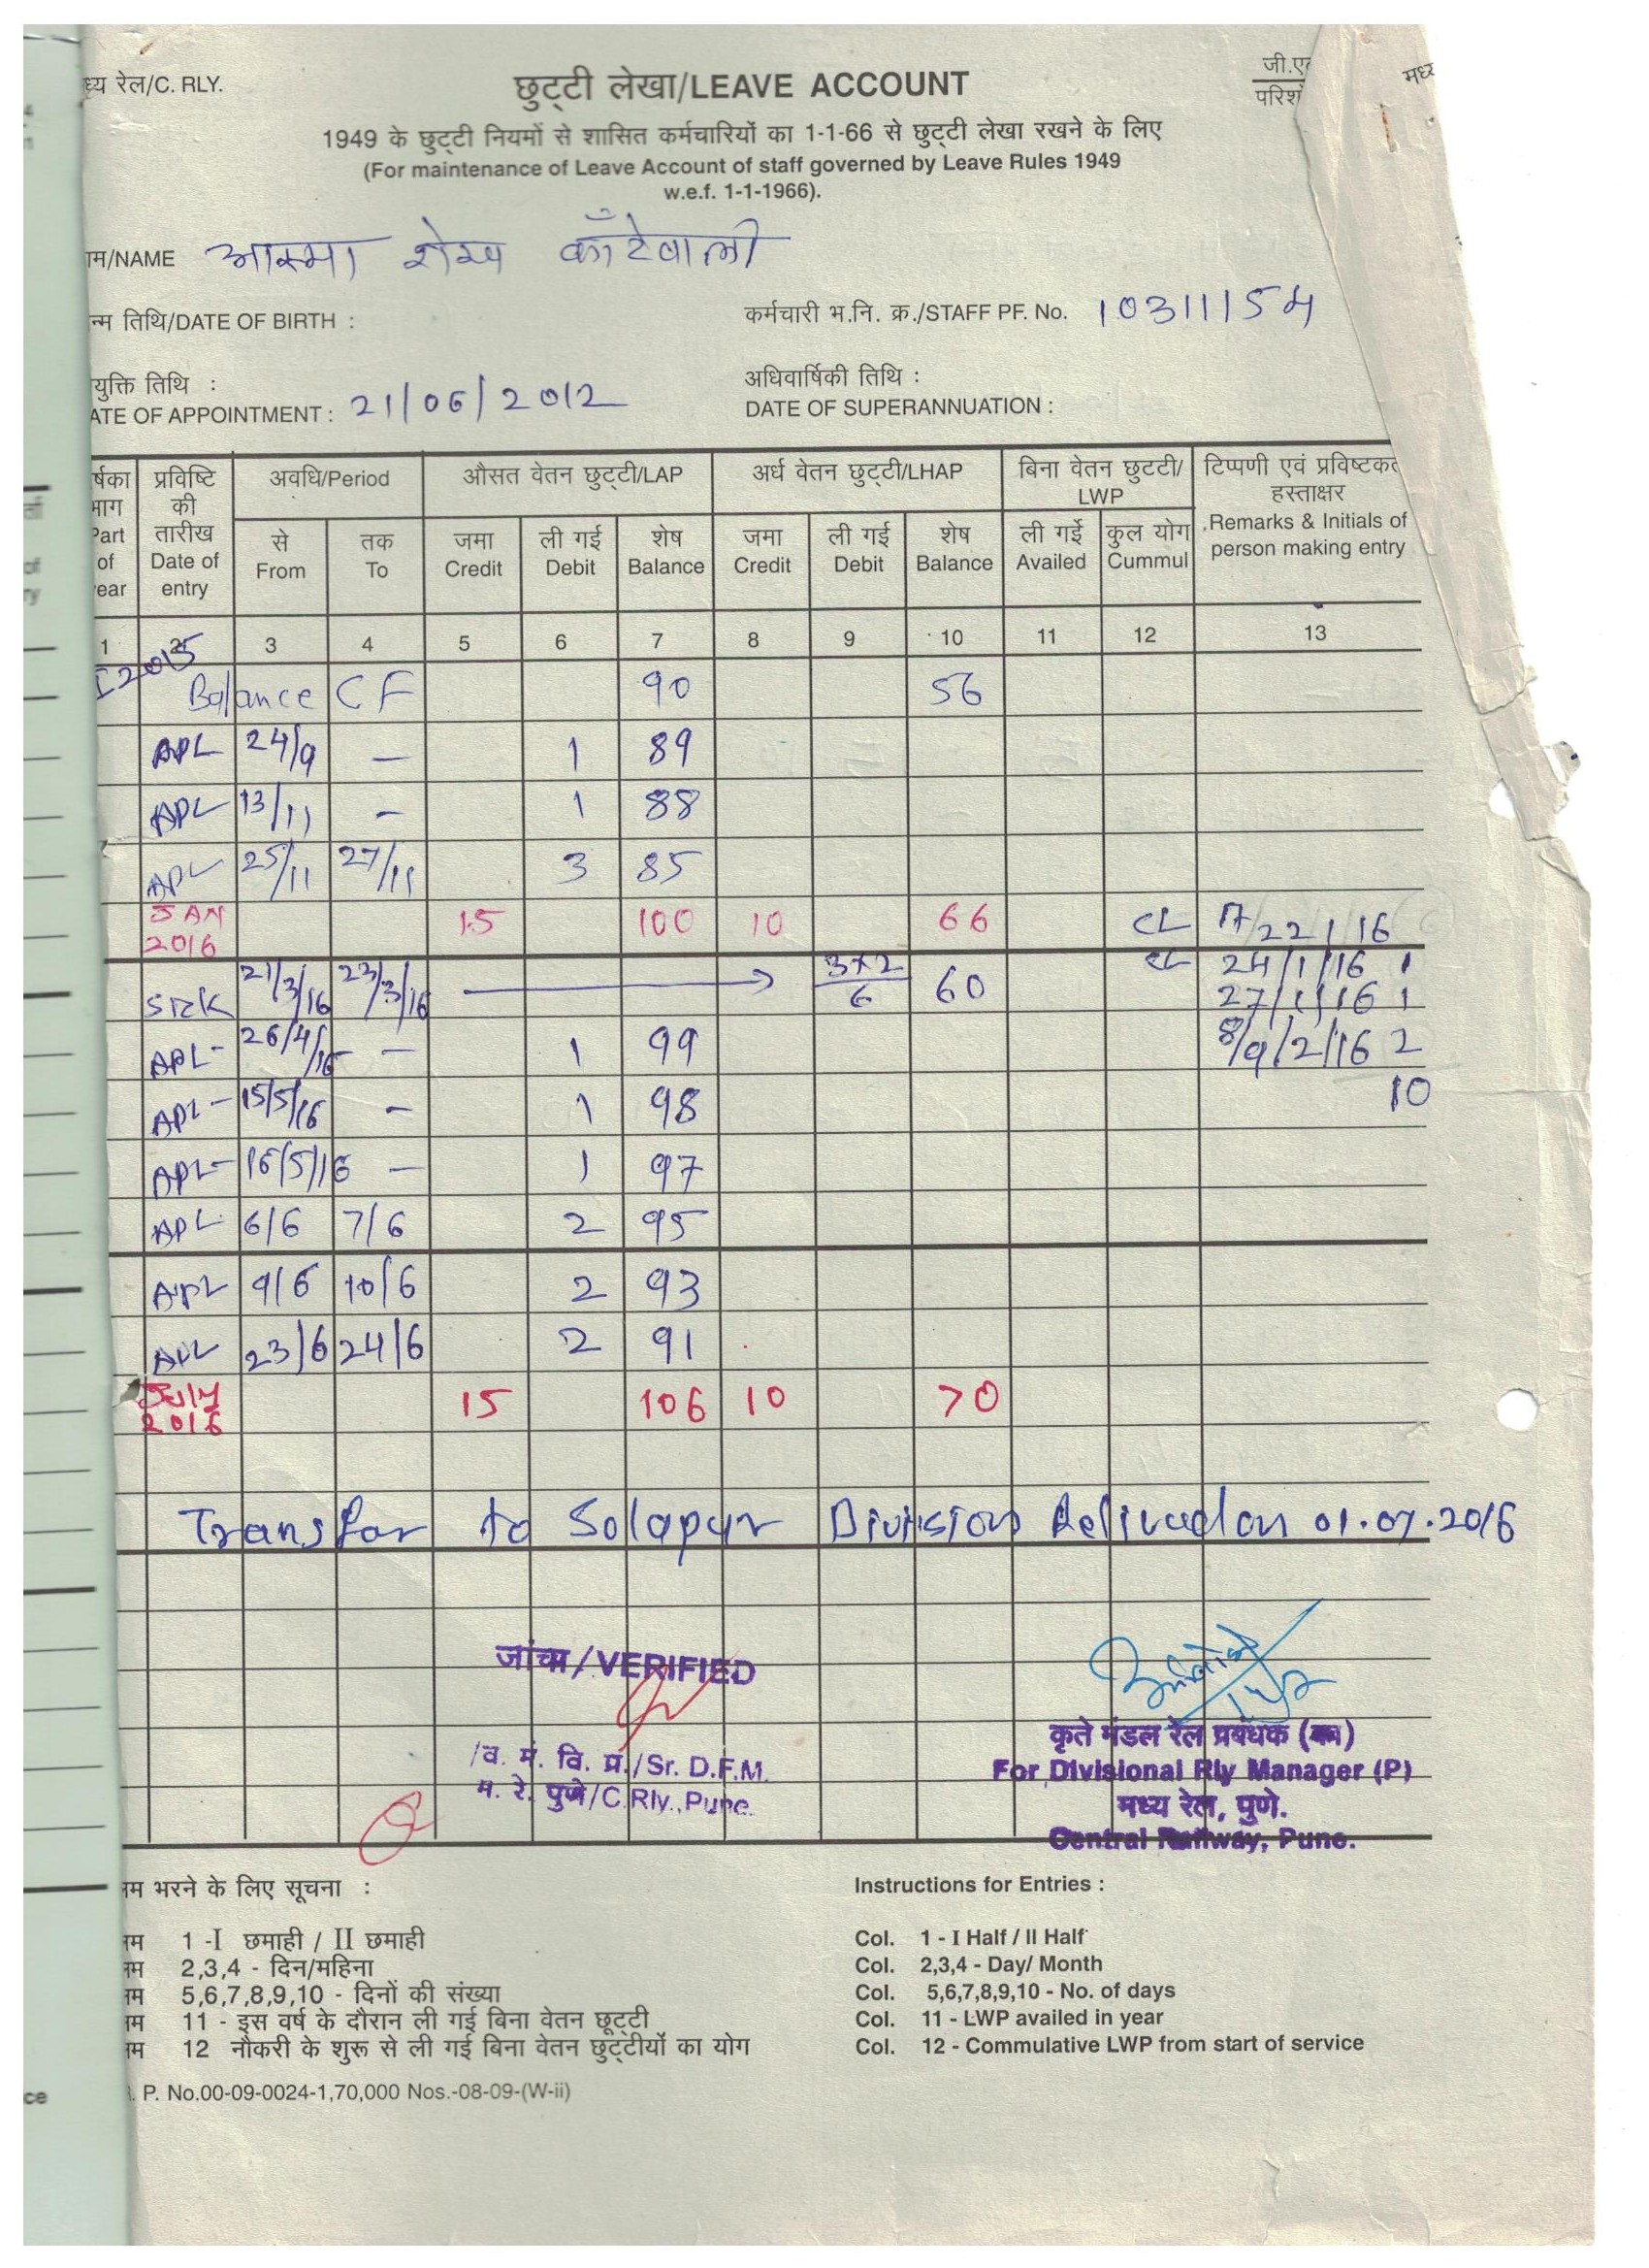 ध्य रेल/C. RLY.
छुट्टी लेखा/LEAVE ACCOUNT
जी.ए
परिश
मध्य
1949 के छुट्टी नियमों से शासित कर्मचारियों का 1-1-66 से छुट्टी लेखा रखने के लिए
(For maintenance of Leave Account of staff governed by Leave Rules 1949
w.e.f. 1-1-1966).
ाम/NAME आस्मा शेख काँटेवाली
न्म तिथि/DATE OF BIRTH :
कर्मचारी भ.नि. क्र./STAFF PF. No. 10311154
युक्ति तिथि :
ATE OF APPOINTMENT : 21/06/2012
अधिवार्षिकी तिथि :
DATE OF SUPERANNUATION :
र्षका भाग Part of ear
प्रविष्टि की तारीख Date of entry
अवधि/Period
औसत वेतन छुट्टी/LAP
अर्ध वेतन छुट्टी/LHAP
बिना वेतन छुटटी/ LWP
टिप्पणी एवं प्रविष्टकर्त हस्ताक्षर Remarks & Initials of person making entry
से From तक To जमा Credit ली गई Debit शेष Balance जमा Credit ली गई Debit शेष Balance ली गई Availed कुल योग Cummul
1 2 3 4 5 6 7 8 9 10 11 12 13
I 2015
Balance CF 90 56
APL 24/9 — 1 89
APL 13/11 - 1 88
APL 25/11 27/11 3 85
JAN 2016 15 100 10 66 CL 22/1/16
Sick 21/3/16 23/3/16 → 3×2 6 60 CL 24/1/16 1
27/1/16 1
APL- 26/4/16 — 1 99 8/9/2/16 2
APL- 15/5/16 - 1 98 10
APL- 16/5/16 — 1 97
APL 6/6 7/6 2 95
APL 9/6 10/6 2 93
APL 23/6 24/6 2 91
July 2016 15 106 10 70
Transfar to Solapur Division Relived on 01.07.2016
जांचा/VERIFIED
/व. मं. वि. प्र./Sr. D.F.M.
म. रे. पुणे/C.Rly., Pune.
कृते मंडल रेल प्रबंधक (का)
For Divisional Rly Manager (P)
मध्य रेल, पुणे.
Central Railway, Pune.
लम भरने के लिए सूचना :
लम 1 -I छमाही / II छमाही
लम 2,3,4 - दिन/महिना
लम 5,6,7,8,9,10 - दिनों की संख्या
लम 11 - इस वर्ष के दौरान ली गई बिना वेतन छूट्टी
लम 12 नौकरी के शुरू से ली गई बिना वेतन छुट्टीयों का योग
Instructions for Entries :
Col. 1 - I Half / II Half
Col. 2,3,4 - Day/ Month
Col. 5,6,7,8,9,10 - No. of days
Col. 11 - LWP availed in year
Col. 12 - Commulative LWP from start of service
P. No.00-09-0024-1,70,000 Nos.-08-09-(W-ii)